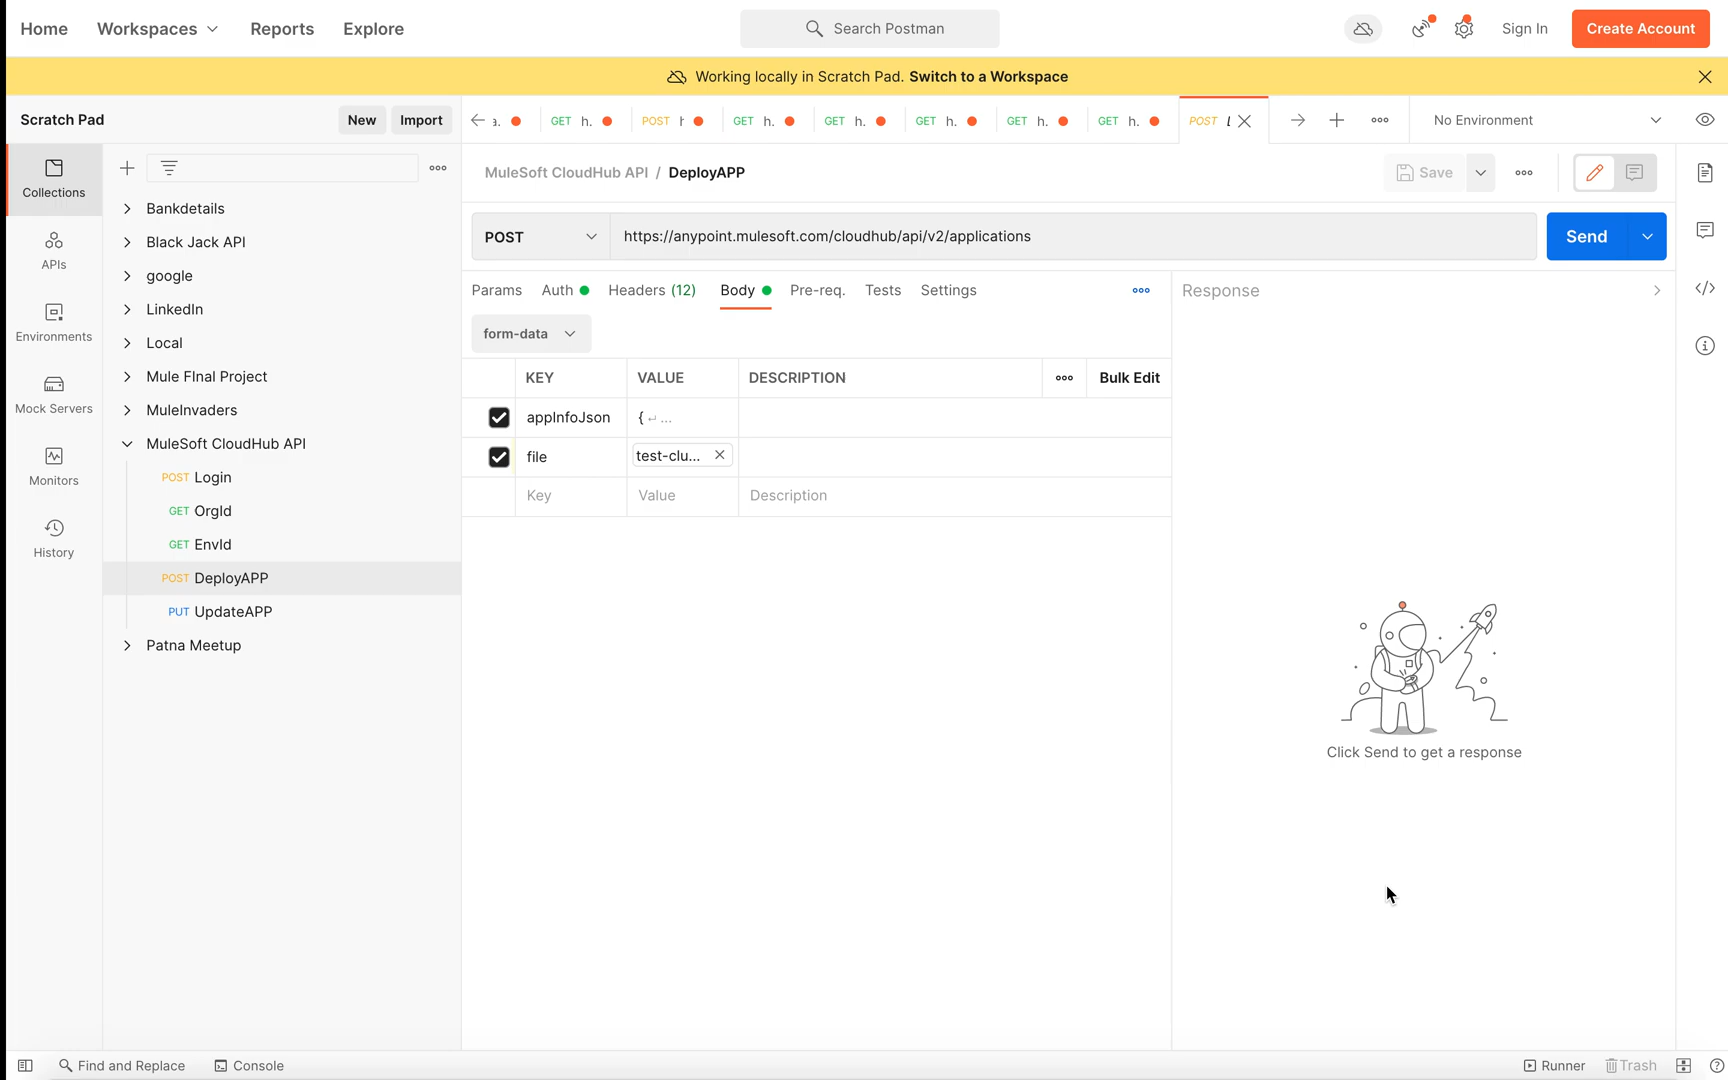 Home Workspaces Reports Explore Search Postman Sign In Create Account
Working locally in Scratch Pad. Switch to a Workspace
Scratch Pad New Import
GET h. POST GET h. GET h. GET h. GET h. GET h. POST No Environment
Collections
APIs
Environments
Mock Servers
Monitors
History
Bankdetails
Black Jack API
google
LinkedIn
Local
Mule FInal Project
MuleInvaders
MuleSoft CloudHub API
POST Login
GET OrgId
GET EnvId
POST DeployAPP
PUT UpdateAPP
Patna Meetup
MuleSoft CloudHub API / DeployAPP Save
POST https://anypoint.mulesoft.com/cloudhub/api/v2/applications Send
Params Auth Headers (12) Body Pre-req. Tests Settings
form-data
KEY VALUE DESCRIPTION Bulk Edit
appInfoJson { ↵ ...
file test-clu...
Key Value Description
Response
Click Send to get a response
Find and Replace Console Runner Trash